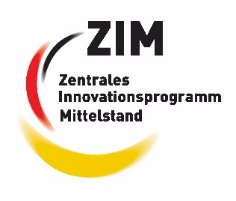 ZIM
Zentrales
Innovationsprogramm
Mittelstand